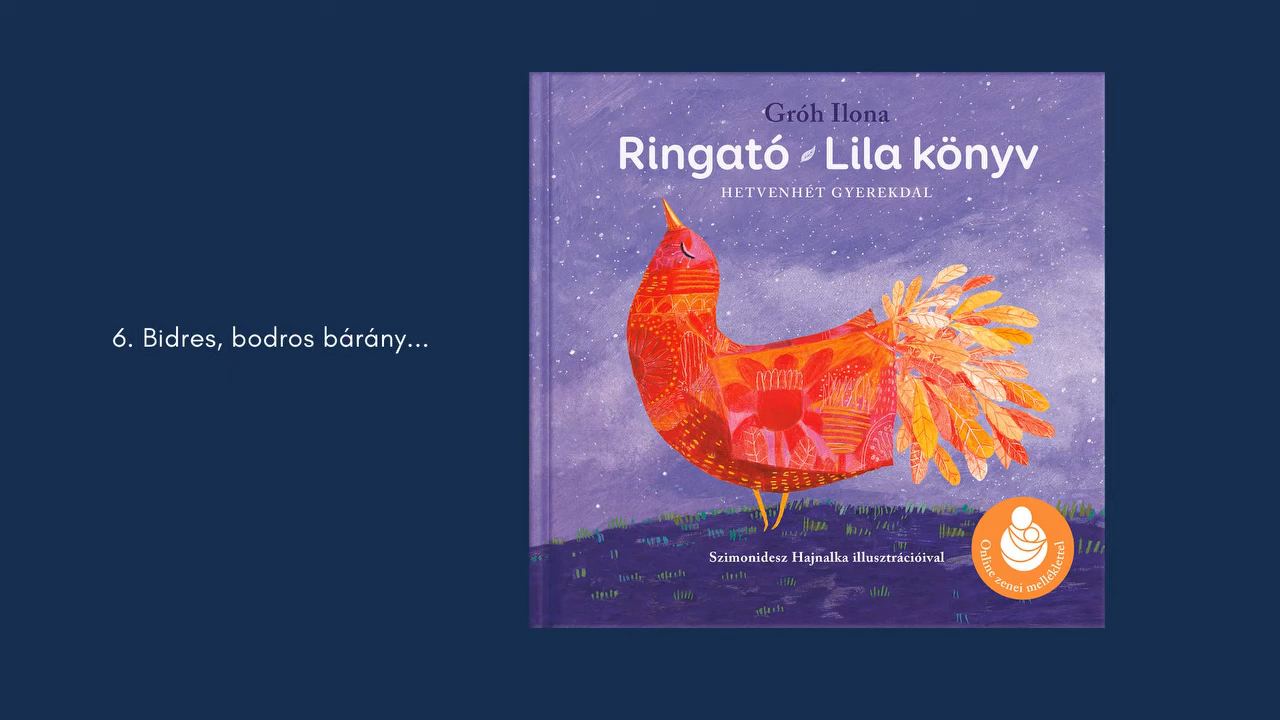 6. Bidres, bodros bárány...
Gróh Ilona
Ringató Lila könyv
HETVENHÉT GYEREKDAL
Szimonidesz Hajnalka illusztrációival
Online zenei melléklettel